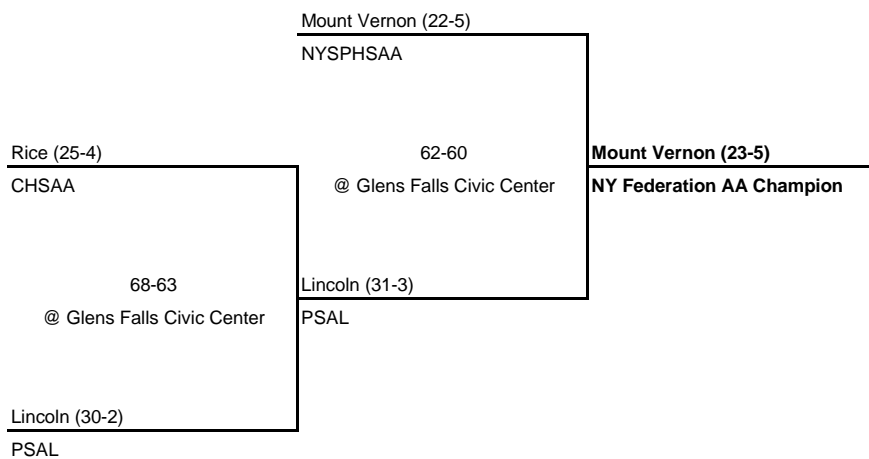 Mount Vernon (22-5)
NYSPHSAA
Rice (25-4)
CHSAA
62-60
@ Glens Falls Civic Center
Mount Vernon (23-5)
NY Federation AA Champion
68-63
@ Glens Falls Civic Center
Lincoln (31-3)
PSAL
Lincoln (30-2)
PSAL